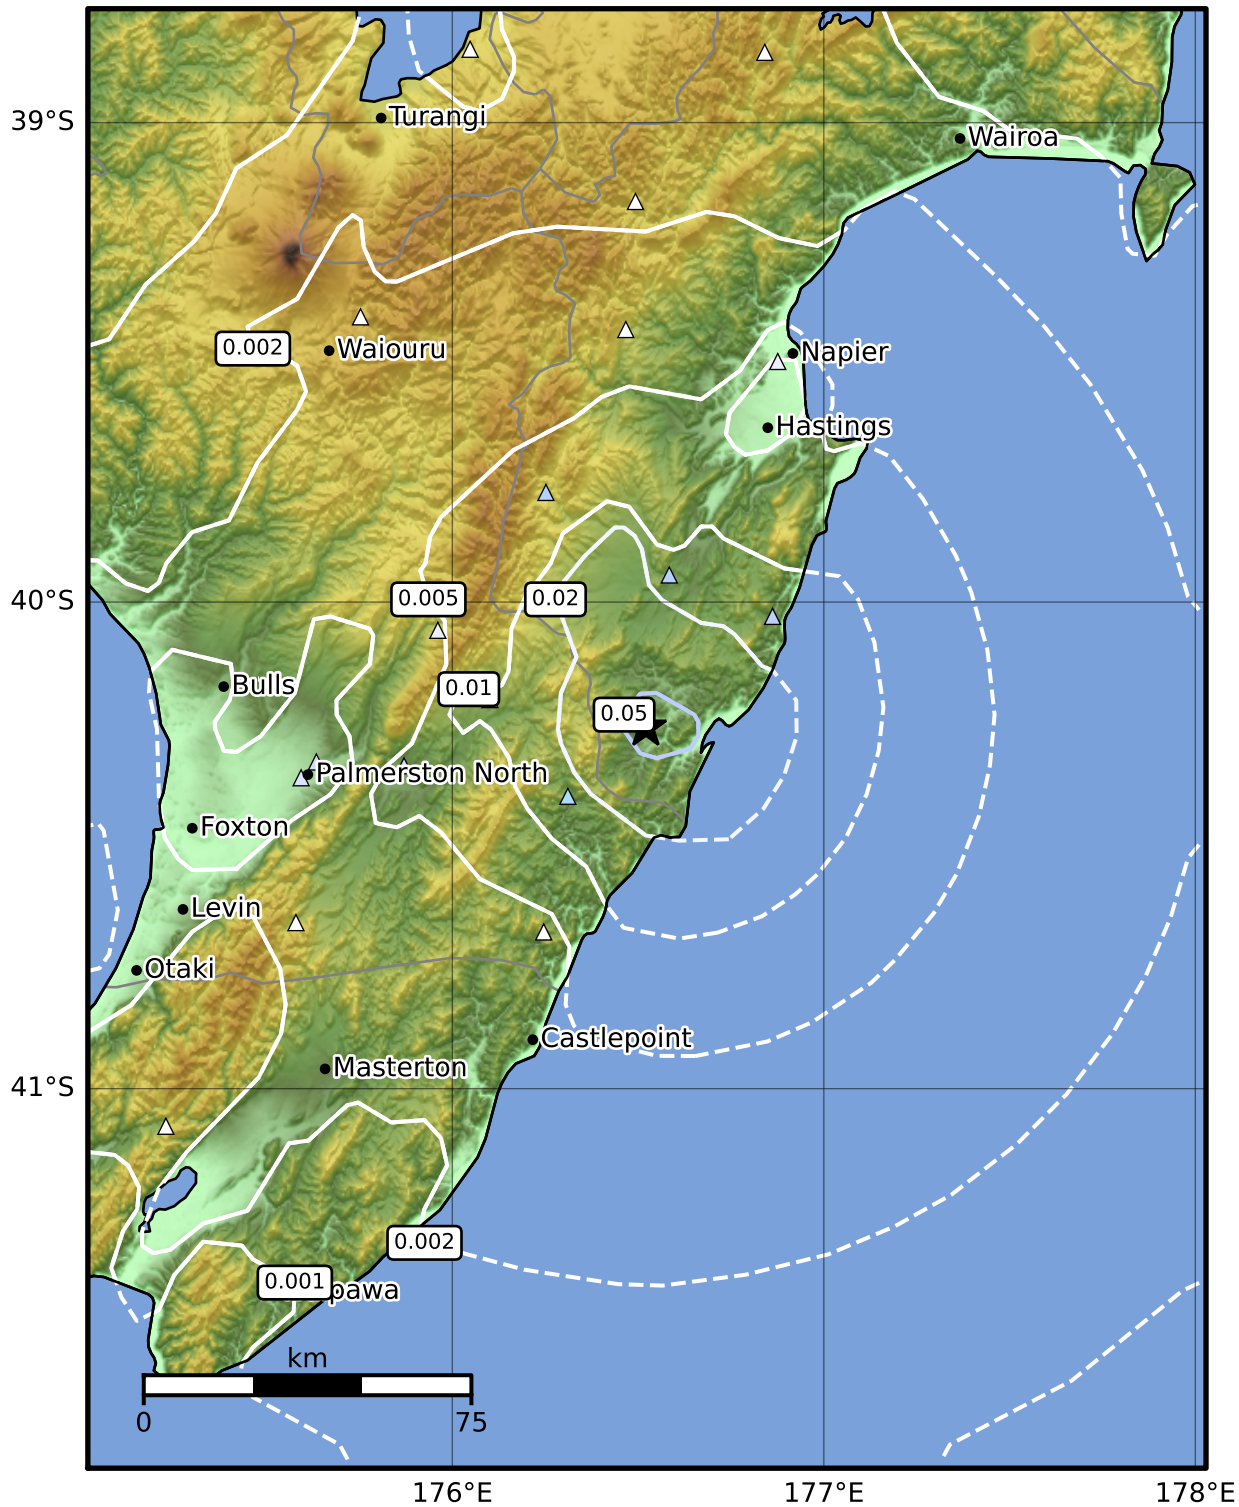 39°S
Turangi
Wairoa
0.002
Waiouru
Napier
Hastings
40°S
0.005
0.02
0.01
Bulls
0.05
Palmerston North
Foxton
Levin
Otaki
Castlepoint
Masterton
41°S
0.002
0.001
pawa
km
0
75
176°E
177°E
178°E